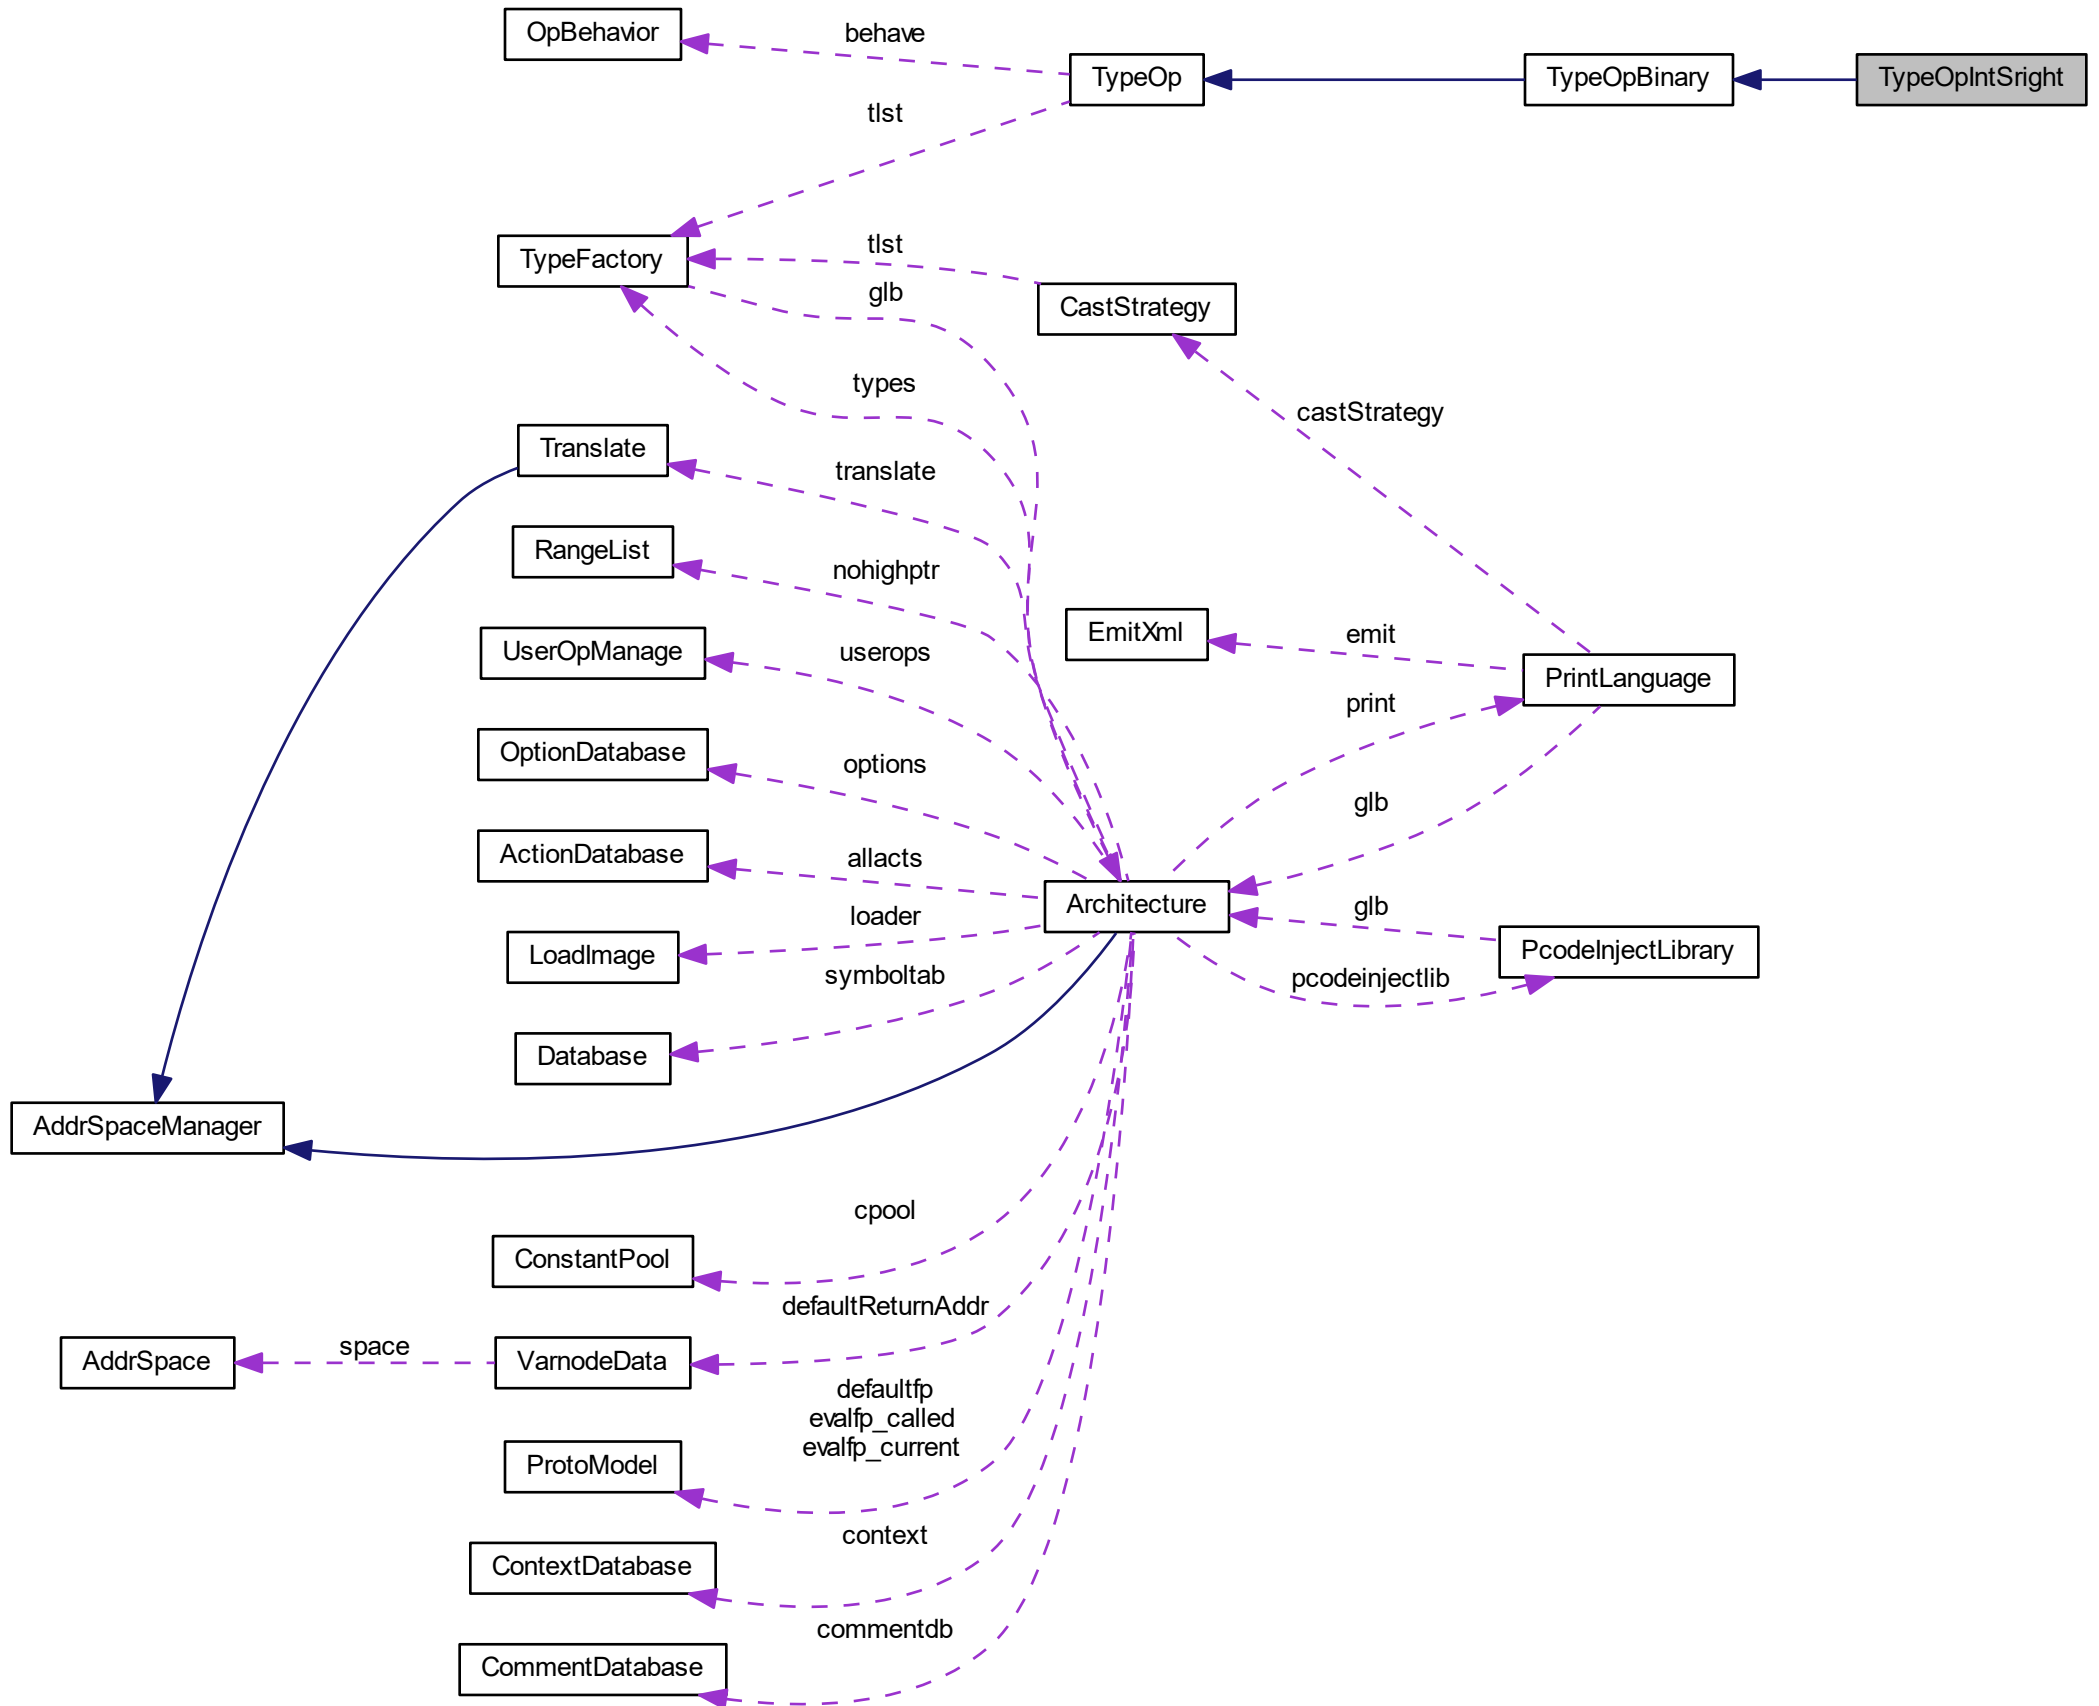 OpBehavior
behave
TypeOp
TypeOpBinary
TypeOpIntSright
tlst
TypeFactory
tlst
glb
CastStrategy
types
castStrategy
Translate
translate
RangeList
nohighptr
UserOpManage
userops
EmitXml
emit
PrintLanguage
print
OptionDatabase
options
glb
ActionDatabase
allacts
Architecture
glb
LoadImage
loader
PcodeInjectLibrary
symboltab
pcodeinjectlib
Database
AddrSpaceManager
cpool
ConstantPool
defaultReturnAddr
AddrSpace
space
VarnodeData
defaultfp
evalfp_called
evalfp_current
ProtoModel
context
ContextDatabase
commentdb
CommentDatabase